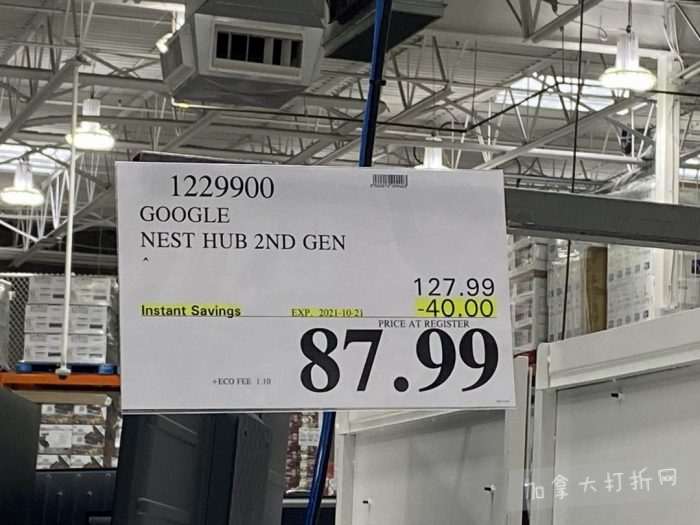 1229900
GOOGLE
NEST HUB 2ND GEN
^
127.99
Instant Savings EXP. 2021-10-21 -40.00
PRICE AT REGISTER
87.99
+ECO FEE 1.10
加拿大打折网